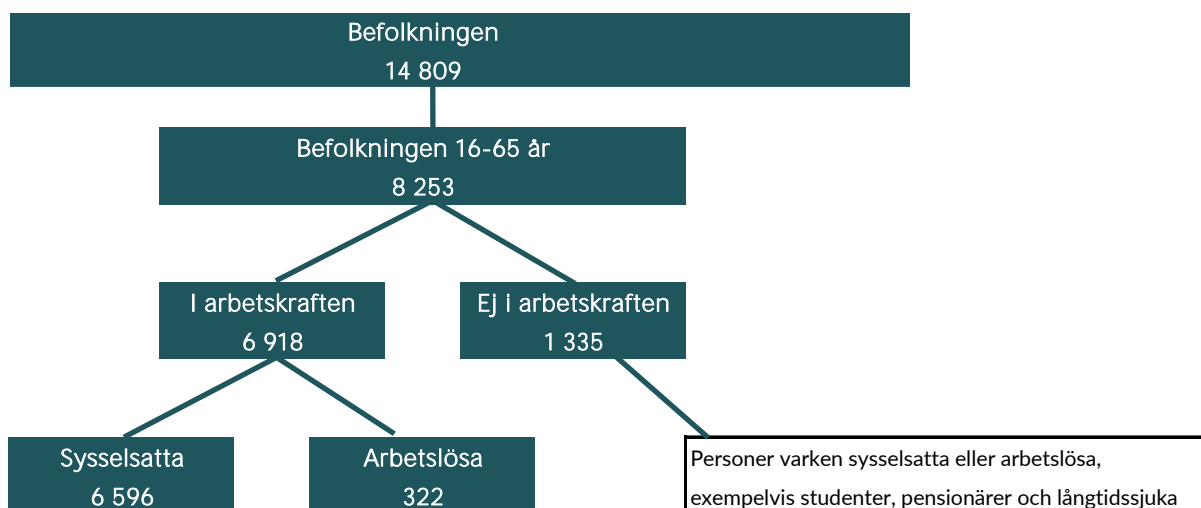 Befolkningen
14 809
Befolkningen 16-65 år
8 253
I arbetskraften
6 918
Ej i arbetskraften
1 335
Sysselsatta
6 596
Arbetslösa
322
Personer varken sysselsatta eller arbetslösa,
exempelvis studenter, pensionärer och långtidssjuka